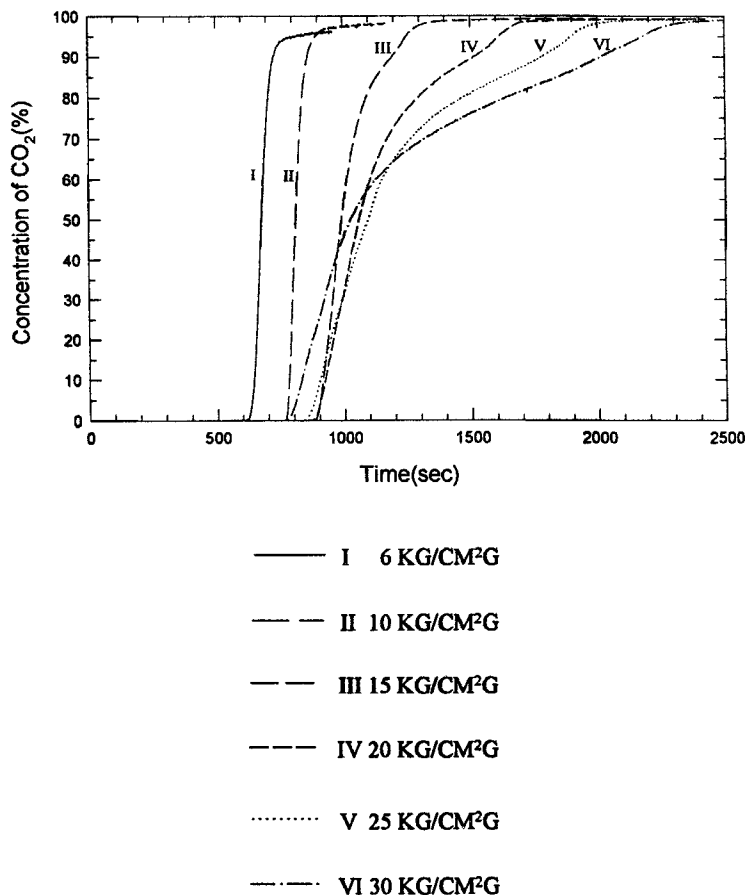 100
90
80
70
60
50
40
30
20
10
0
Concentration of CO₂(%)
I
II
III
IV
V
VI
0
500
1000
1500
2000
2500
Time(sec)
I 6 KG/CM²G
II 10 KG/CM²G
III 15 KG/CM²G
IV 20 KG/CM²G
V 25 KG/CM²G
VI 30 KG/CM²G